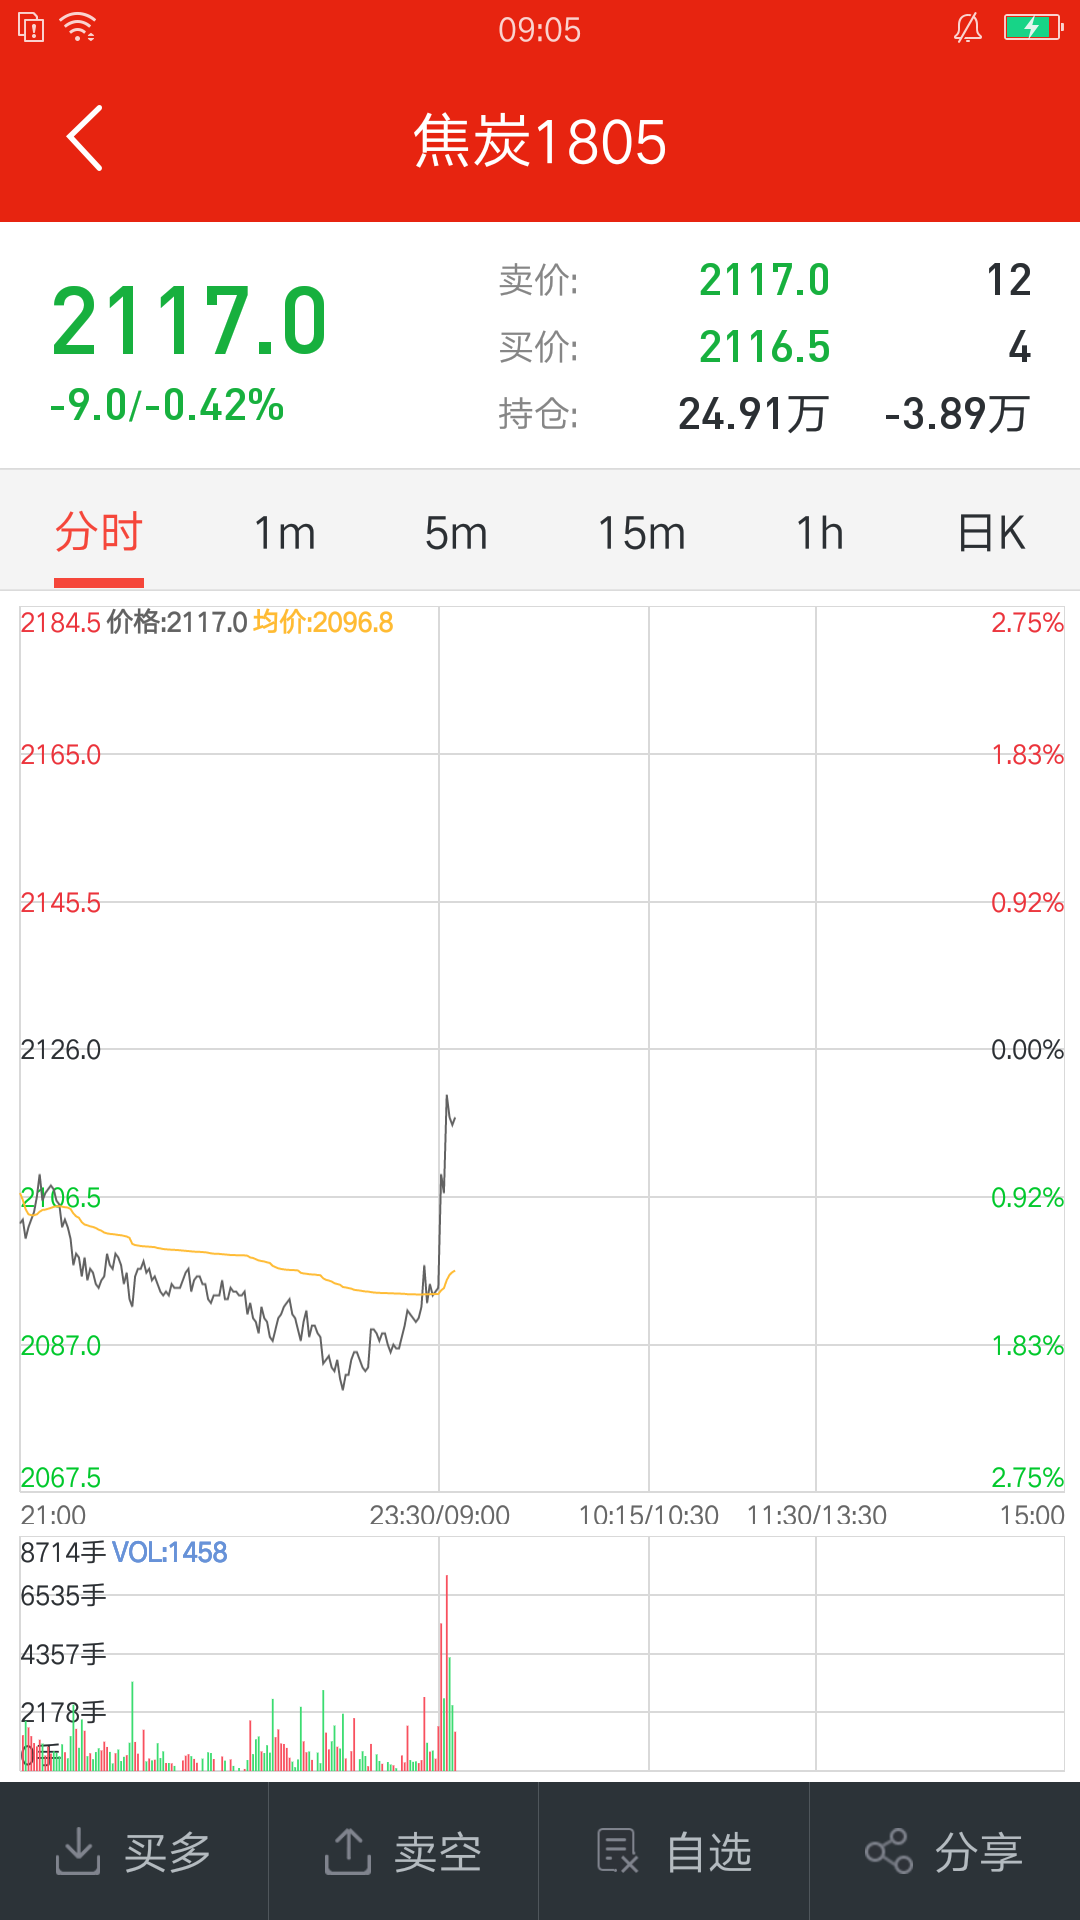 09:05
焦炭1805
2117.0
-9.0/-0.42%
卖价: 2117.0 12
买价: 2116.5 4
持仓: 24.91万 -3.89万
分时 1m 5m 15m 1h 日K
2184.5 价格:2117.0 均价:2096.8 2.75%
2165.0 1.83%
2145.5 0.92%
2126.0 0.00%
2106.5 0.92%
2087.0 1.83%
2067.5 2.75%
21:00 23:30/09:00 10:15/10:30 11:30/13:30 15:00
8714手 VOL:1458
6535手
4357手
2178手
0手
买多 卖空 自选 分享